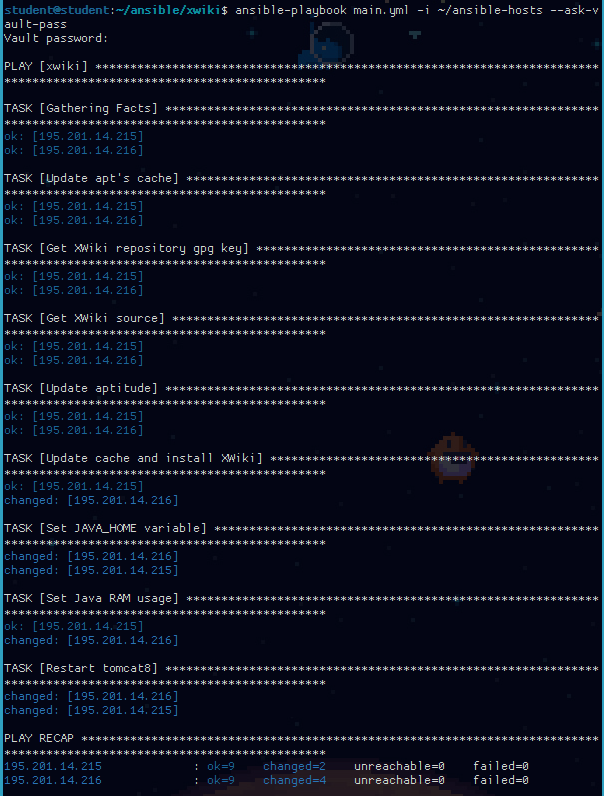 student@student:~/ansible/xwiki$ ansible-playbook main.yml -i ~/ansible-hosts --ask-v
ault-pass
Vault password:
PLAY [xwiki] ************************************************************************
**********************************************
TASK [Gathering Facts] **************************************************************
**********************************************
ok: [195.201.14.215]
ok: [195.201.14.216]
TASK [Update apt's cache] ***********************************************************
**********************************************
ok: [195.201.14.215]
ok: [195.201.14.216]
TASK [Get XWiki repository gpg key] *************************************************
**********************************************
ok: [195.201.14.215]
ok: [195.201.14.216]
TASK [Get XWiki source] *************************************************************
**********************************************
ok: [195.201.14.215]
ok: [195.201.14.216]
TASK [Update aptitude] **************************************************************
**********************************************
ok: [195.201.14.215]
ok: [195.201.14.216]
TASK [Update cache and install XWiki] ***********************************************
**********************************************
ok: [195.201.14.215]
changed: [195.201.14.216]
TASK [Set JAVA_HOME variable] *******************************************************
**********************************************
changed: [195.201.14.216]
changed: [195.201.14.215]
TASK [Set Java RAM usage] ***********************************************************
**********************************************
ok: [195.201.14.215]
changed: [195.201.14.216]
TASK [Restart tomcat8] **************************************************************
**********************************************
changed: [195.201.14.216]
changed: [195.201.14.215]
PLAY RECAP **************************************************************************
**********************************************
195.201.14.215             : ok=9    changed=2    unreachable=0    failed=0
195.201.14.216             : ok=9    changed=4    unreachable=0    failed=0